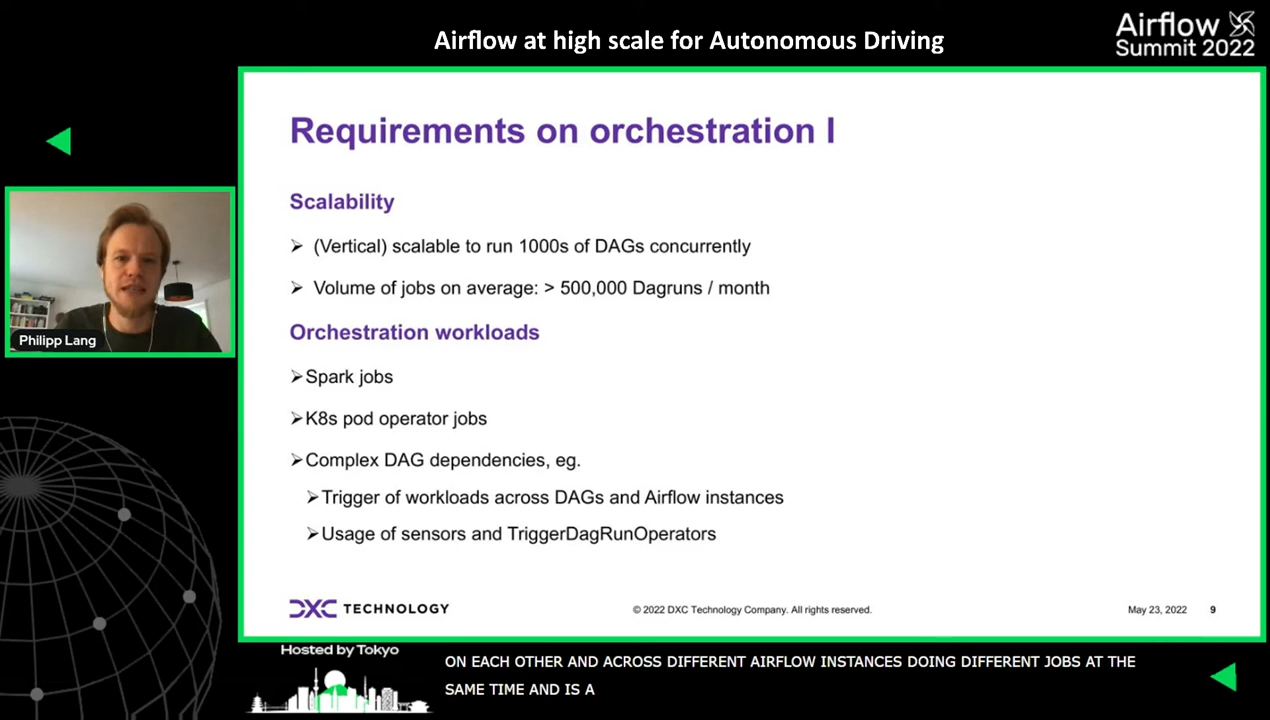 Airflow at high scale for Autonomous Driving
Airflow
Summit 2022
Requirements on orchestration I
Scalability
➢ (Vertical) scalable to run 1000s of DAGs concurrently
➢ Volume of jobs on average: > 500,000 Dagruns / month
Orchestration workloads
➢Spark jobs
➢K8s pod operator jobs
➢Complex DAG dependencies, eg.
➢Trigger of workloads across DAGs and Airflow instances
➢Usage of sensors and TriggerDagRunOperators
Philipp Lang
DXC TECHNOLOGY
© 2022 DXC Technology Company. All rights reserved.
May 23, 2022 9
Hosted by Tokyo
ON EACH OTHER AND ACROSS DIFFERENT AIRFLOW INSTANCES DOING DIFFERENT JOBS AT THE
SAME TIME AND IS A